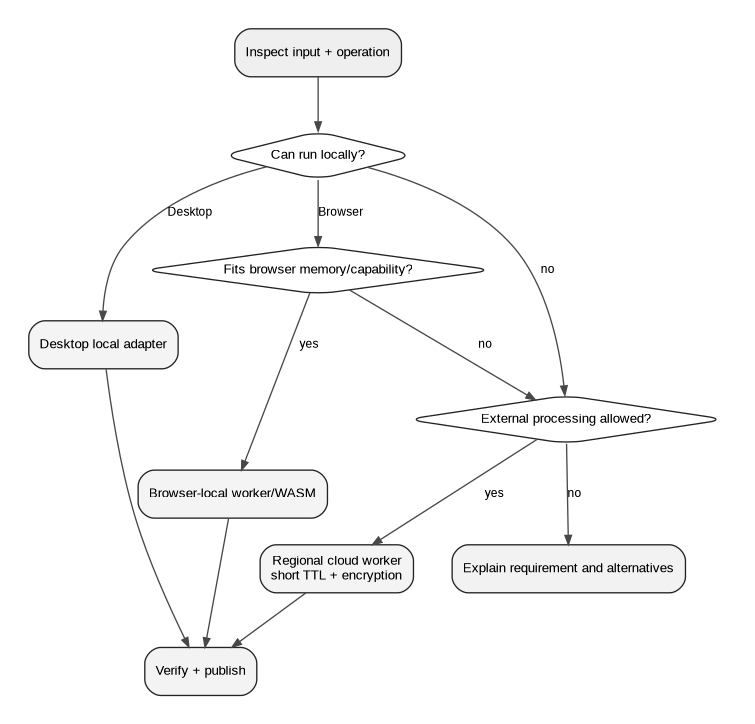 Inspect input + operation
Can run locally?
Desktop
Browser
no
Fits browser memory/capability?
Desktop local adapter
yes
no
External processing allowed?
Browser-local worker/WASM
yes
no
Regional cloud worker
short TTL + encryption
Explain requirement and alternatives
Verify + publish